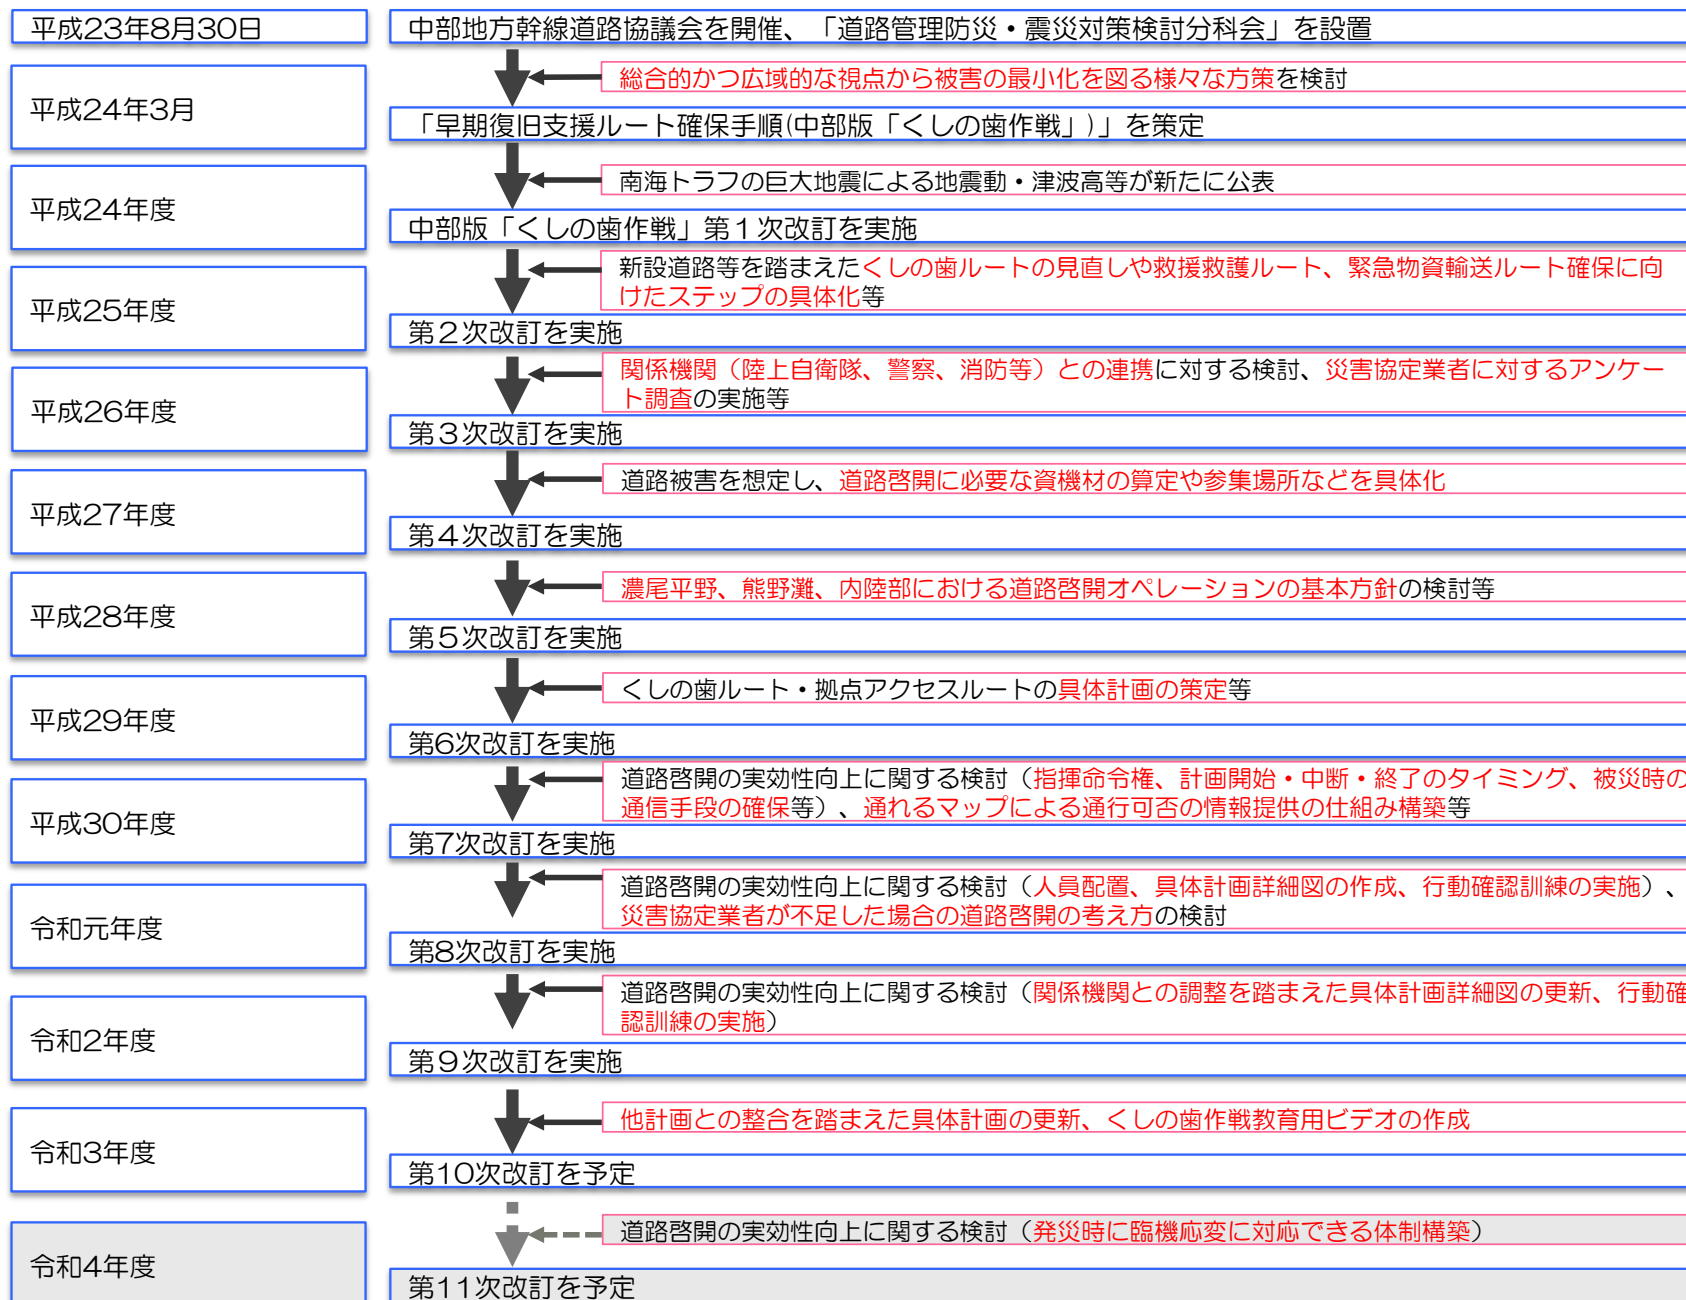 平成23年8月30日
中部地方幹線道路協議会を開催、「道路管理防災・震災対策検討分科会」を設置
総合的かつ広域的な視点から被害の最小化を図る様々な方策を検討
平成24年3月
「早期復旧支援ルート確保手順(中部版「くしの歯作戦」)」を策定
南海トラフの巨大地震による地震動・津波高等が新たに公表
平成24年度
中部版「くしの歯作戦」第１次改訂を実施
新設道路等を踏まえたくしの歯ルートの見直しや救援救護ルート、緊急物資輸送ルート確保に向
けたステップの具体化等
平成25年度
第２次改訂を実施
関係機関（陸上自衛隊、警察、消防等）との連携に対する検討、災害協定業者に対するアンケー
ト調査の実施等
平成26年度
第３次改訂を実施
道路被害を想定し、道路啓開に必要な資機材の算定や参集場所などを具体化
平成27年度
第４次改訂を実施
濃尾平野、熊野灘、内陸部における道路啓開オペレーションの基本方針の検討等
平成28年度
第５次改訂を実施
くしの歯ルート・拠点アクセスルートの具体計画の策定等
平成29年度
第6次改訂を実施
道路啓開の実効性向上に関する検討（指揮命令権、計画開始・中断・終了のタイミング、被災時の
通信手段の確保等）、通れるマップによる通行可否の情報提供の仕組み構築等
平成30年度
第7次改訂を実施
道路啓開の実効性向上に関する検討（人員配置、具体計画詳細図の作成、行動確認訓練の実施）、
災害協定業者が不足した場合の道路啓開の考え方の検討
令和元年度
第8次改訂を実施
道路啓開の実効性向上に関する検討（関係機関との調整を踏まえた具体計画詳細図の更新、行動確
認訓練の実施）
令和2年度
第９次改訂を実施
他計画との整合を踏まえた具体計画の更新、くしの歯作戦教育用ビデオの作成
令和3年度
第10次改訂を予定
道路啓開の実効性向上に関する検討（発災時に臨機応変に対応できる体制構築）
令和4年度
第11次改訂を予定